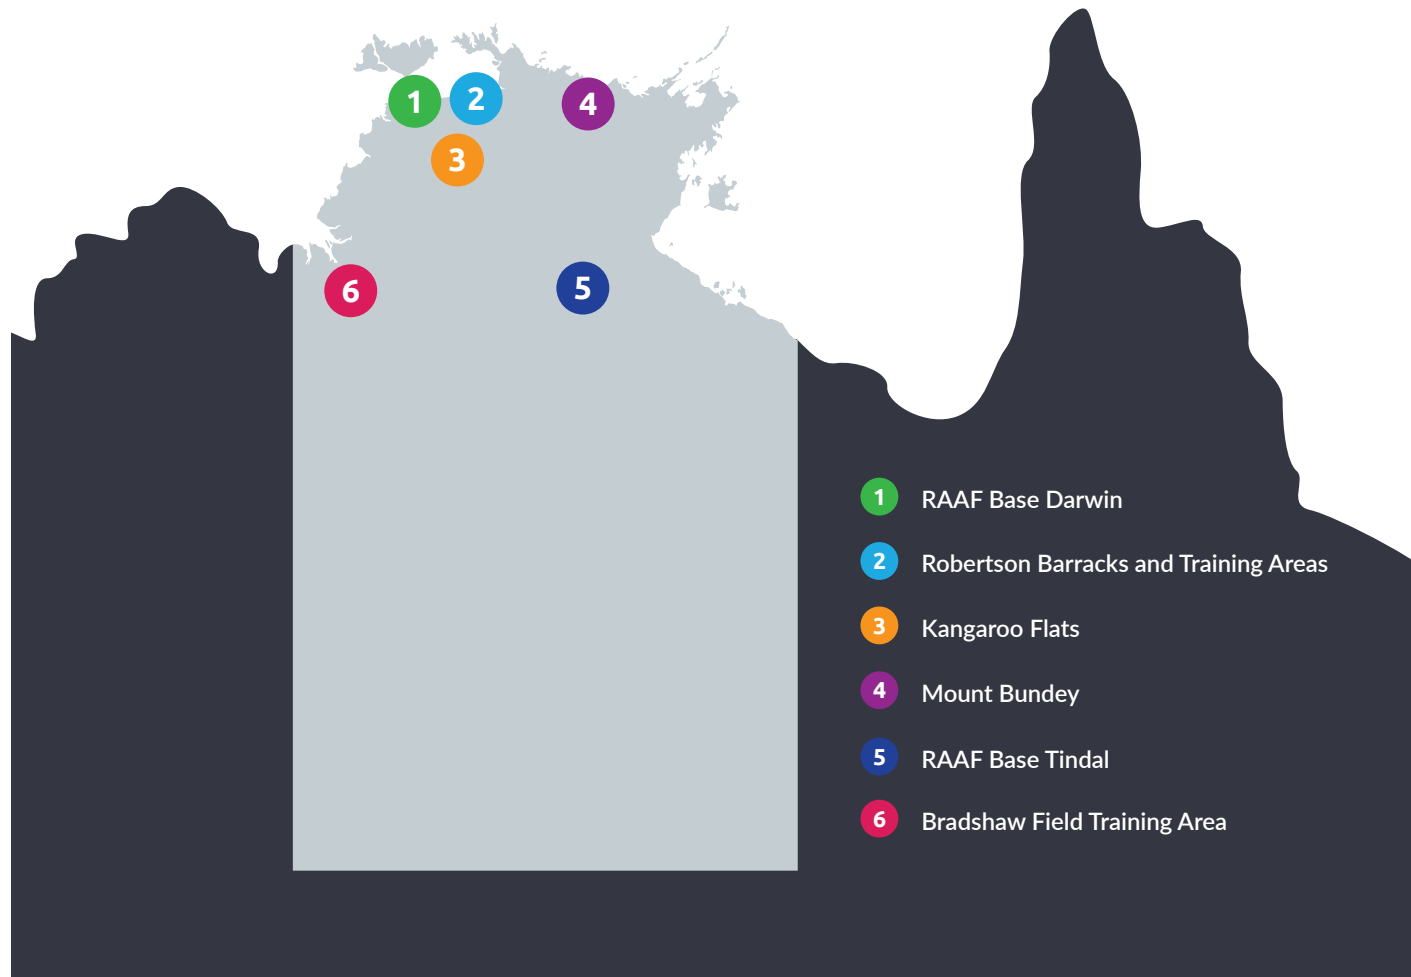 1
2
4
3
6
5
1 RAAF Base Darwin
2 Robertson Barracks and Training Areas
3 Kangaroo Flats
4 Mount Bundey
5 RAAF Base Tindal
6 Bradshaw Field Training Area